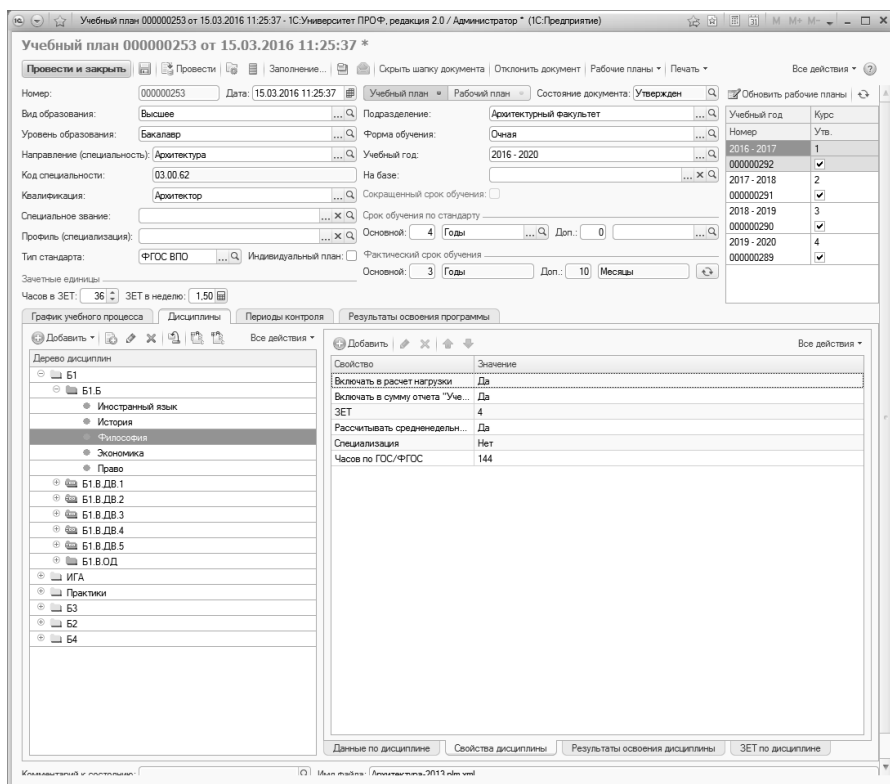 Учебный план 000000253 от 15.03.2016 11:25:37 - 1С:Университет ПРОФ, редакция 2.0 / Администратор * (1С:Предприятие) M M+ M-
Учебный план 000000253 от 15.03.2016 11:25:37 *
Провести и закрыть Провести Заполнение... Скрыть шапку документа Отклонить документ Рабочие планы Печать Все действия
Номер: 000000253 Дата: 15.03.2016 11:25:37 Учебный план Рабочий план Состояние документа: Утвержден Обновить рабочие планы
Вид образования: Высшее Подразделение: Архитектурный факультет
Уровень образования: Бакалавр Форма обучения: Очная
Направление (специальность): Архитектура Учебный год: 2016 - 2020
Код специальности: 03.00.62 На базе:
Квалификация: Архитектор Сокращенный срок обучения:
Специальное звание: Срок обучения по стандарту
Профиль (специализация): Основной: 4 Годы Доп.: 0
Тип стандарта: ФГОС ВПО Индивидуальный план: Фактический срок обучения
Основной: 3 Годы Доп.: 10 Месяцы
Зачетные единицы
Часов в ЗЕТ: 36 ЗЕТ в неделю: 1,50
Учебный год Курс
Номер Утв.
2016 - 2017 1
000000292
2017 - 2018 2
000000291
2018 - 2019 3
000000290
2019 - 2020 4
000000289
График учебного процесса Дисциплины Периоды контроля Результаты освоения программы
Добавить Все действия
Дерево дисциплин
Б1
Б1.Б
Иностранный язык
История
Философия
Экономика
Право
Б1.В.ДВ.1
Б1.В.ДВ.2
Б1.В.ДВ.3
Б1.В.ДВ.4
Б1.В.ДВ.5
Б1.В.ОД
ИГА
Практики
Б3
Б2
Б4
Добавить Все действия
Свойство Значение
Включать в расчет нагрузки Да
Включать в сумму отчета "Уче... Да
ЗЕТ 4
Рассчитывать средненедельн... Да
Специализация Нет
Часов по ГОС/ФГОС 144
Данные по дисциплине Свойства дисциплины Результаты освоения дисциплины ЗЕТ по дисциплине
Комментарий к состоянию: Имя файла: Архитектура-2013.plm.xml